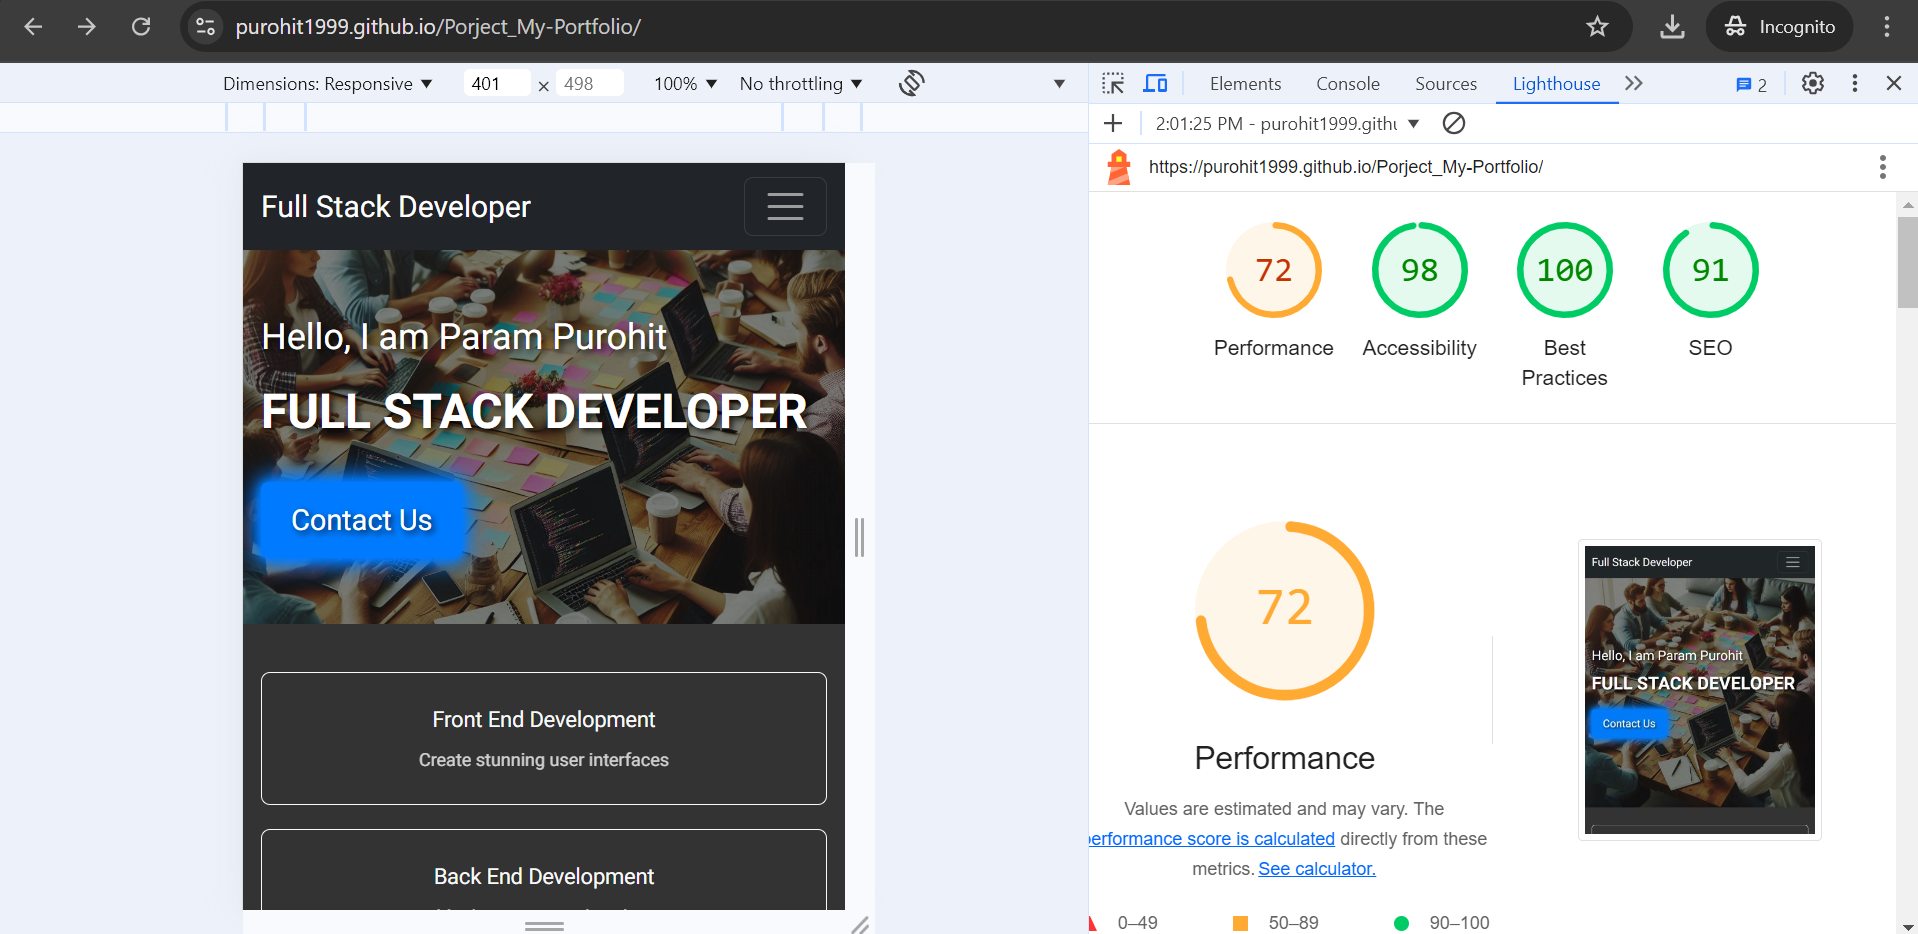 purohit1999.github.io/Porject_My-Portfolio/
Incognito
Dimensions: Responsive
401 × 498
100%
No throttling
Elements
Console
Sources
Lighthouse
2
2:01:25 PM - purohit1999.githu
https://purohit1999.github.io/Porject_My-Portfolio/
Full Stack Developer
Hello, I am Param Purohit
FULL STACK DEVELOPER
Contact Us
Front End Development
Create stunning user interfaces
Back End Development
72
98
100
91
Performance
Accessibility
Best
Practices
SEO
72
Performance
Values are estimated and may vary. The
performance score is calculated directly from these
metrics. See calculator.
0–49
50–89
90–100
Full Stack Developer
Hello, I am Param Purohit
FULL STACK DEVELOPER
Contact Us